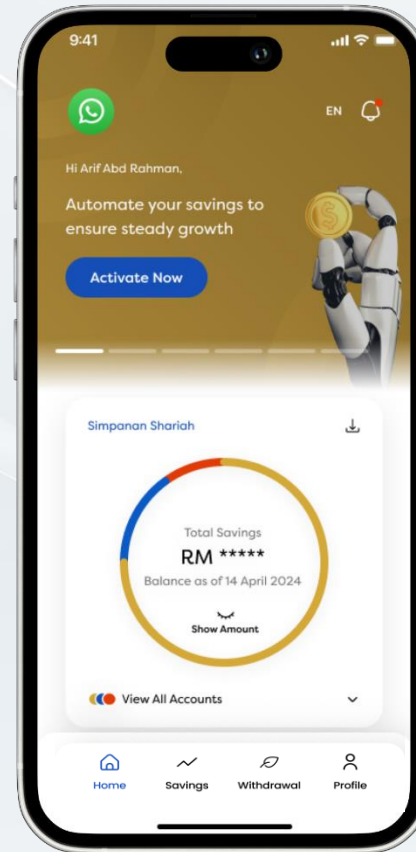 9:41
EN
Hi Arif Abd Rahman,
Automate your savings to
ensure steady growth
Activate Now
Simpanan Shariah
Total Savings
RM *****
Balance as of 14 April 2024
Show Amount
View All Accounts
Home
Savings
Withdrawal
Profile